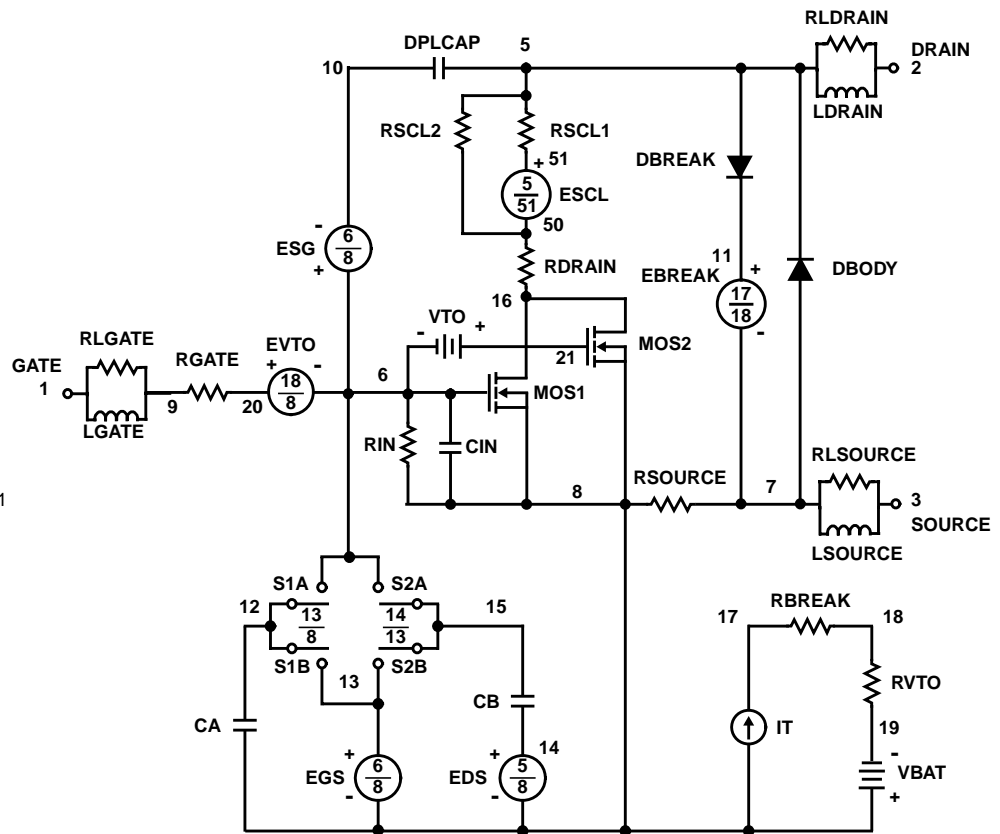 RLDRAIN
DPLCAP 5 DRAIN
10 2
RSCL2 RSCL1 LDRAIN
+ 51 DBREAK
5
51 ESCL
50
-
ESG 6
8
+
RDRAIN 11 + DBODY
EBREAK 17
18
-
16
VTO
- +
21 MOS2
RLGATE
GATE RGATE EVTO
+ -
1 18
8 6 MOS1
9 20
LGATE
RIN CIN
RLSOURCE
8 RSOURCE 7 3
SOURCE
LSOURCE
1
S1A S2A
12 13
8 14
13 15
S1B S2B
13
17 RBREAK 18
RVTO
CA CB IT 19
14 -
+ + VBAT
EGS 6
8 EDS 5
8 +
- -